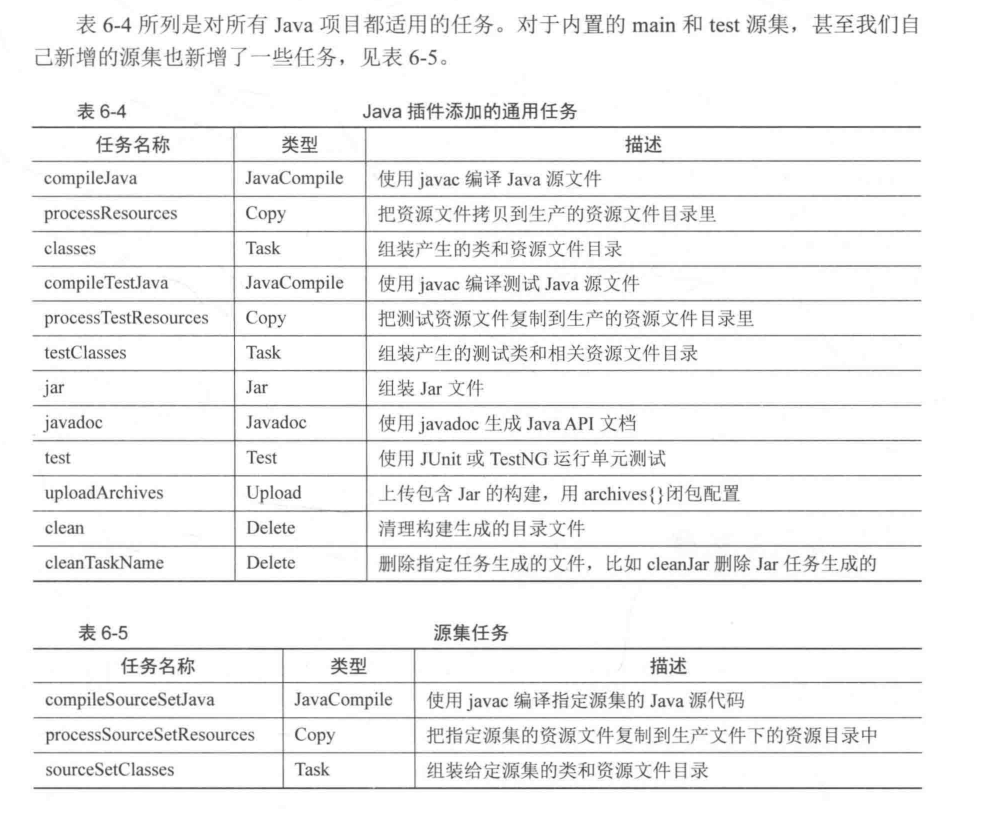 表 6-4 所列是对所有 Java 项目都适用的任务。对于内置的 main 和 test 源集，甚至我们自
己新增的源集也新增了一些任务，见表 6-5。
表 6-4 Java 插件添加的通用任务
任务名称 类型 描述
compileJava JavaCompile 使用 javac 编译 Java 源文件
processResources Copy 把资源文件拷贝到生产的资源文件目录里
classes Task 组装产生的类和资源文件目录
compileTestJava JavaCompile 使用 javac 编译测试 Java 源文件
processTestResources Copy 把测试资源文件复制到生产的资源文件目录里
testClasses Task 组装产生的测试类和相关资源文件目录
jar Jar 组装 Jar 文件
javadoc Javadoc 使用 javadoc 生成 Java API 文档
test Test 使用 JUnit 或 TestNG 运行单元测试
uploadArchives Upload 上传包含 Jar 的构建，用 archives{}闭包配置
clean Delete 清理构建生成的目录文件
cleanTaskName Delete 删除指定任务生成的文件，比如 cleanJar 删除 Jar 任务生成的
表 6-5 源集任务
任务名称 类型 描述
compileSourceSetJava JavaCompile 使用 javac 编译指定源集的 Java 源代码
processSourceSetResources Copy 把指定源集的资源文件复制到生产文件下的资源目录中
sourceSetClasses Task 组装给定源集的类和资源文件目录